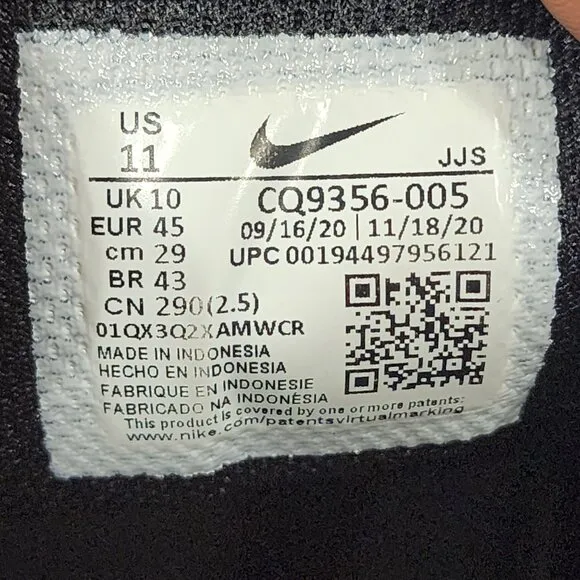 US
11
JJS
UK 10
CQ9356-005
EUR 45
09/16/20 | 11/18/20
cm 29
UPC 00194497956121
BR 43
CN 290(2.5)
01QX3Q2XAMWCR
MADE IN INDONESIA
HECHO EN INDONESIA
FABRIQUE EN INDONESIE
FABRICADO NA INDONÉSIA
This product is covered by one or more patents:
www.nike.com/patentsvirtualmarking